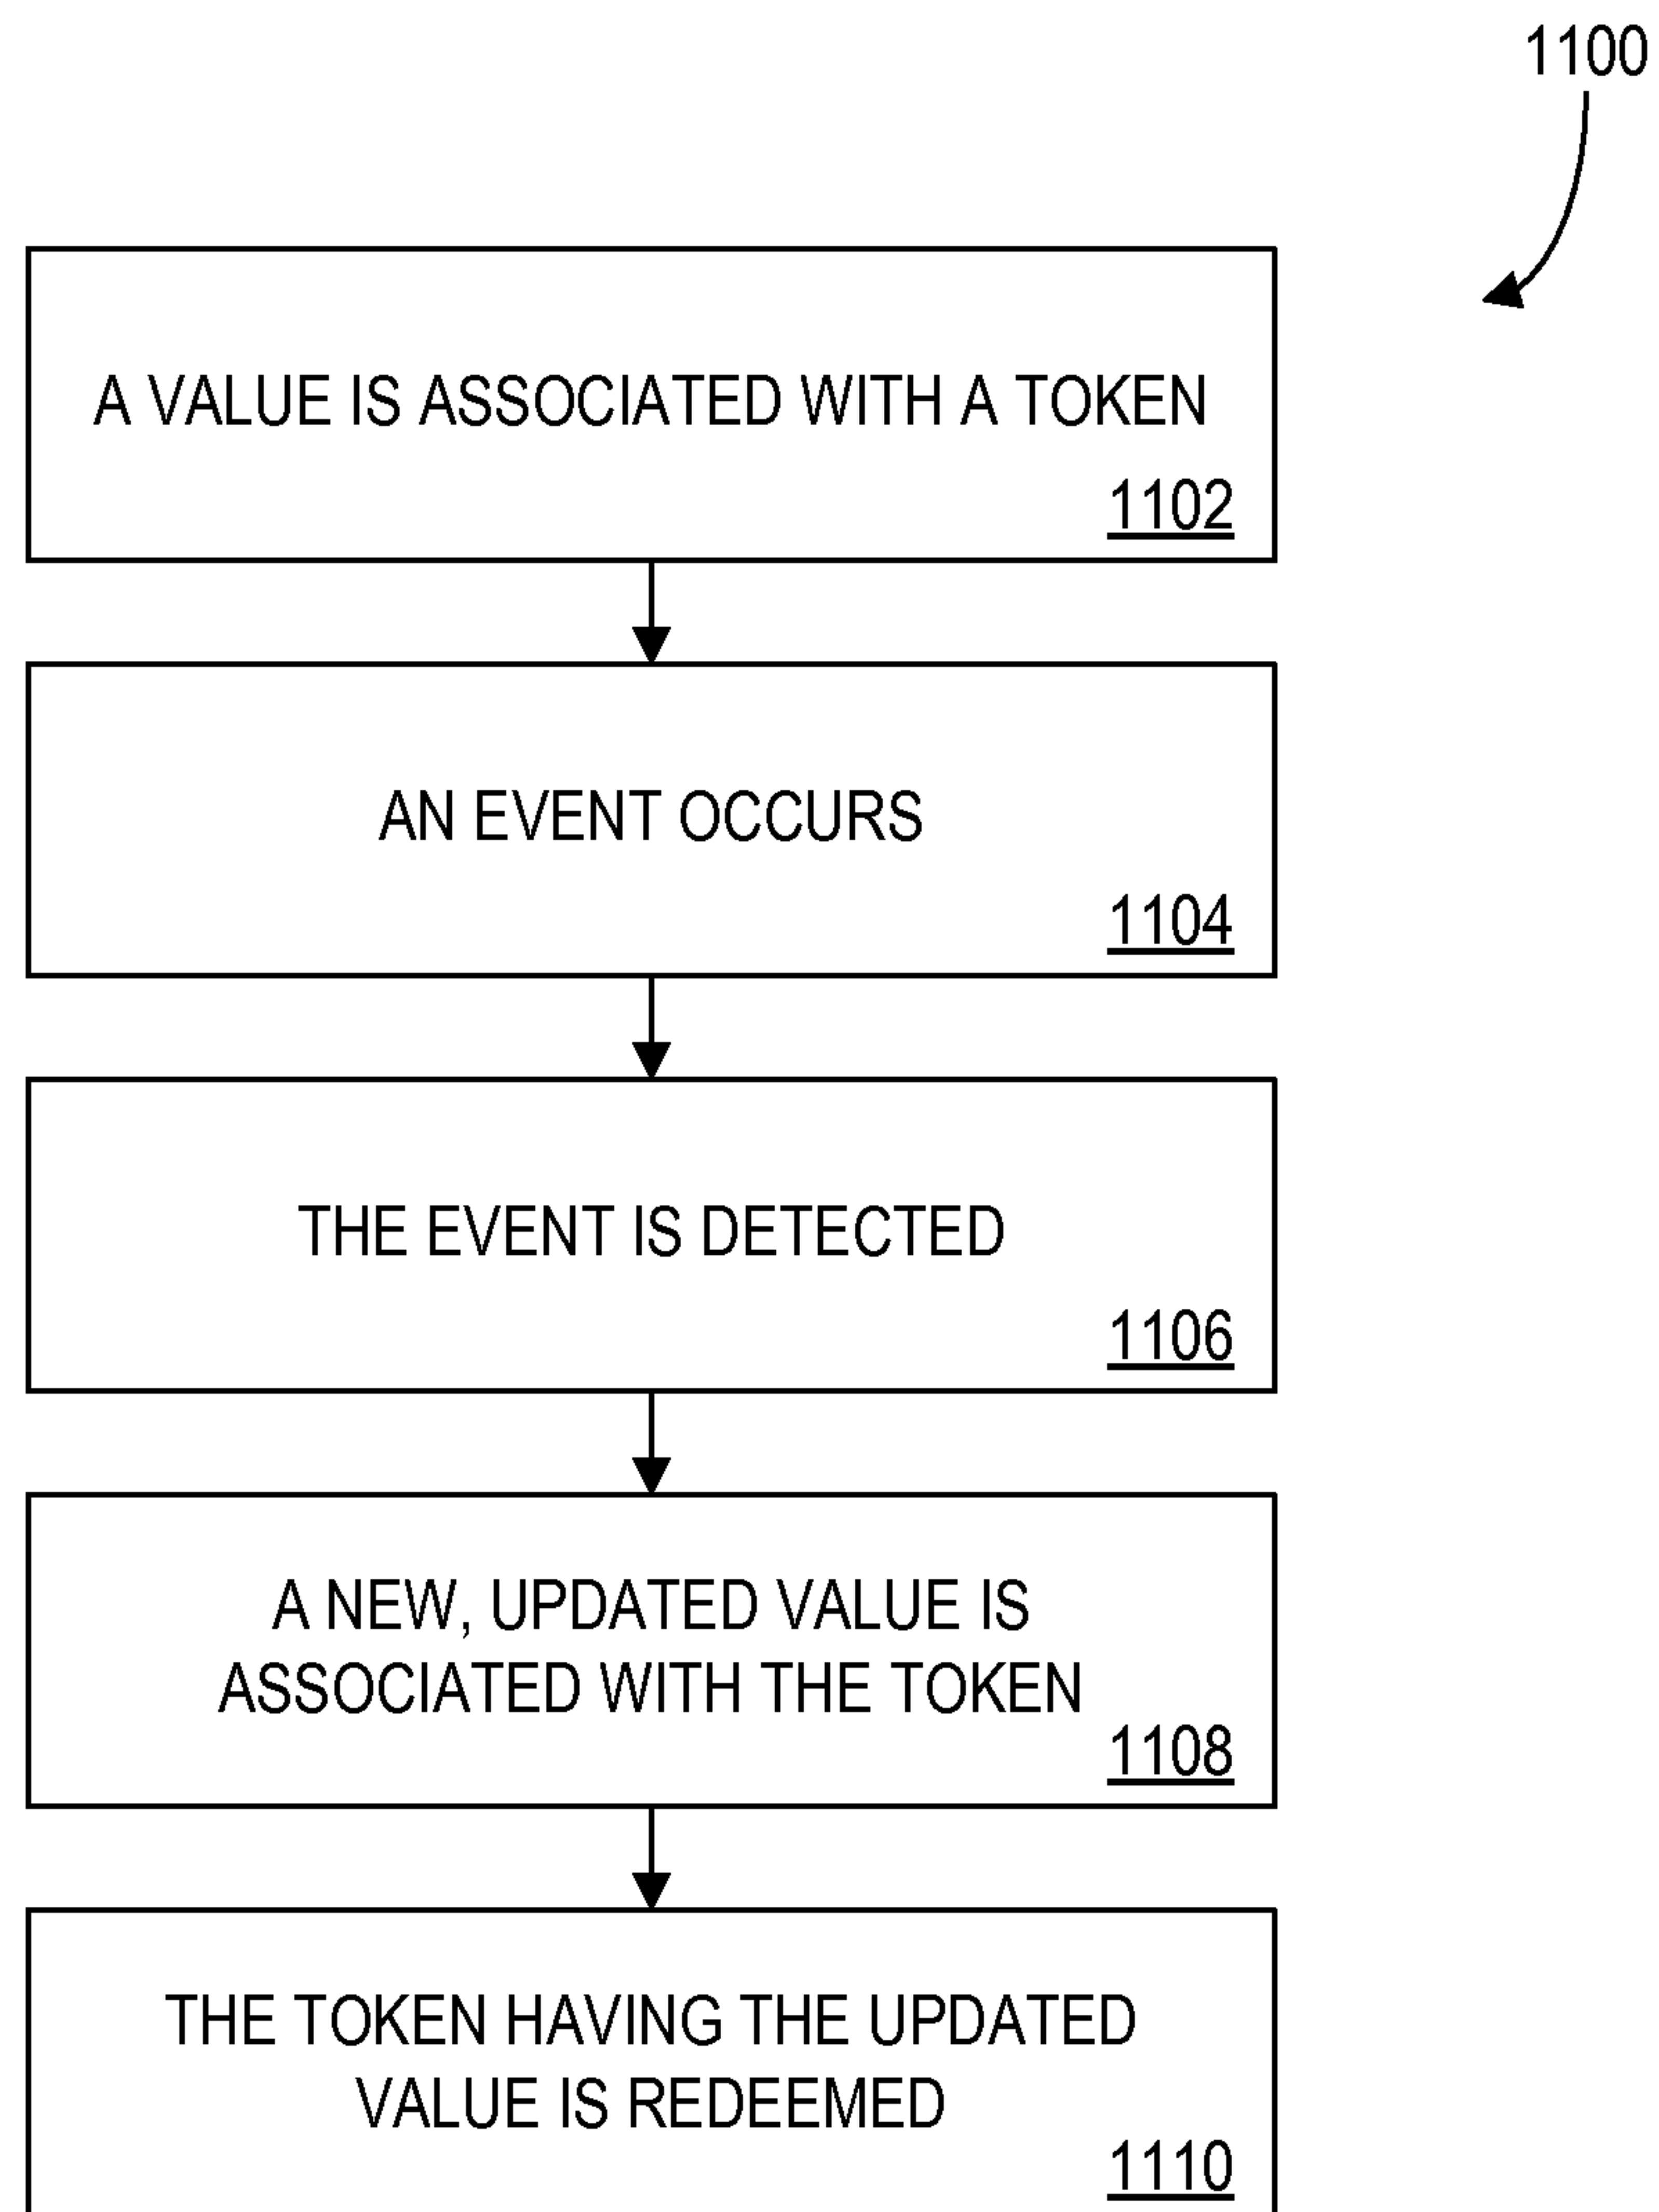 1100
A VALUE IS ASSOCIATED WITH A TOKEN
1102
AN EVENT OCCURS
1104
THE EVENT IS DETECTED
1106
A NEW, UPDATED VALUE IS
ASSOCIATED WITH THE TOKEN
1108
THE TOKEN HAVING THE UPDATED
VALUE IS REDEEMED
1110